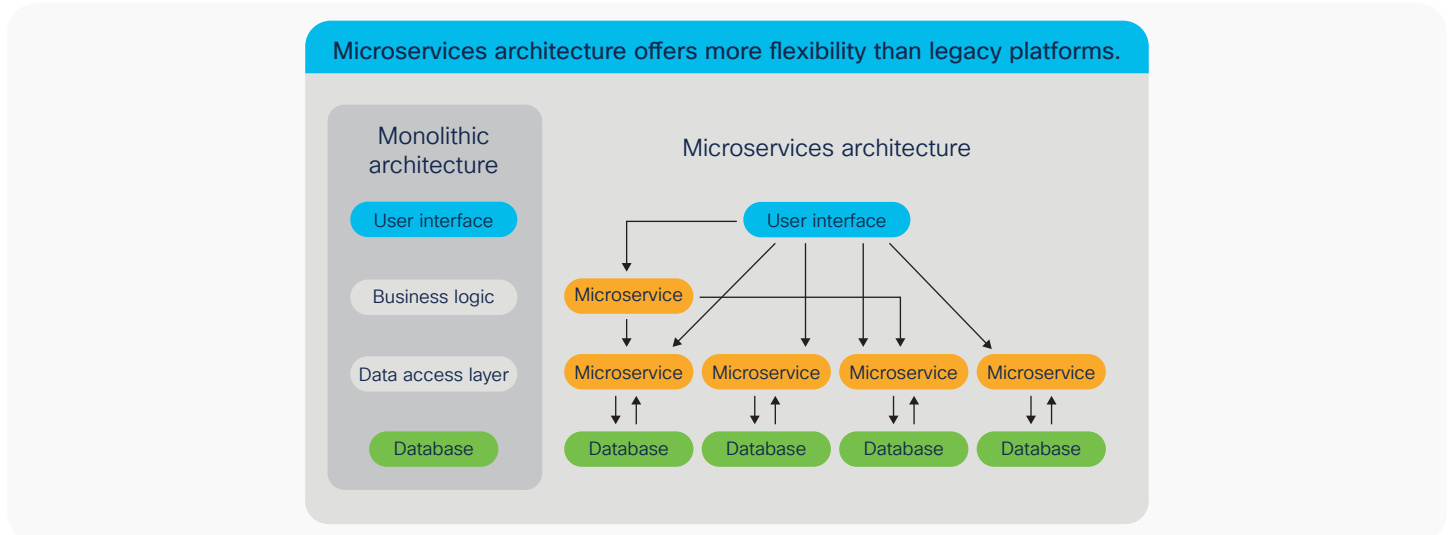 Microservices architecture offers more flexibility than legacy platforms.
Monolithic
architecture
User interface
Business logic
Data access layer
Database
Microservices architecture
User interface
Microservice
Microservice
Microservice
Microservice
Microservice
Database
Database
Database
Database